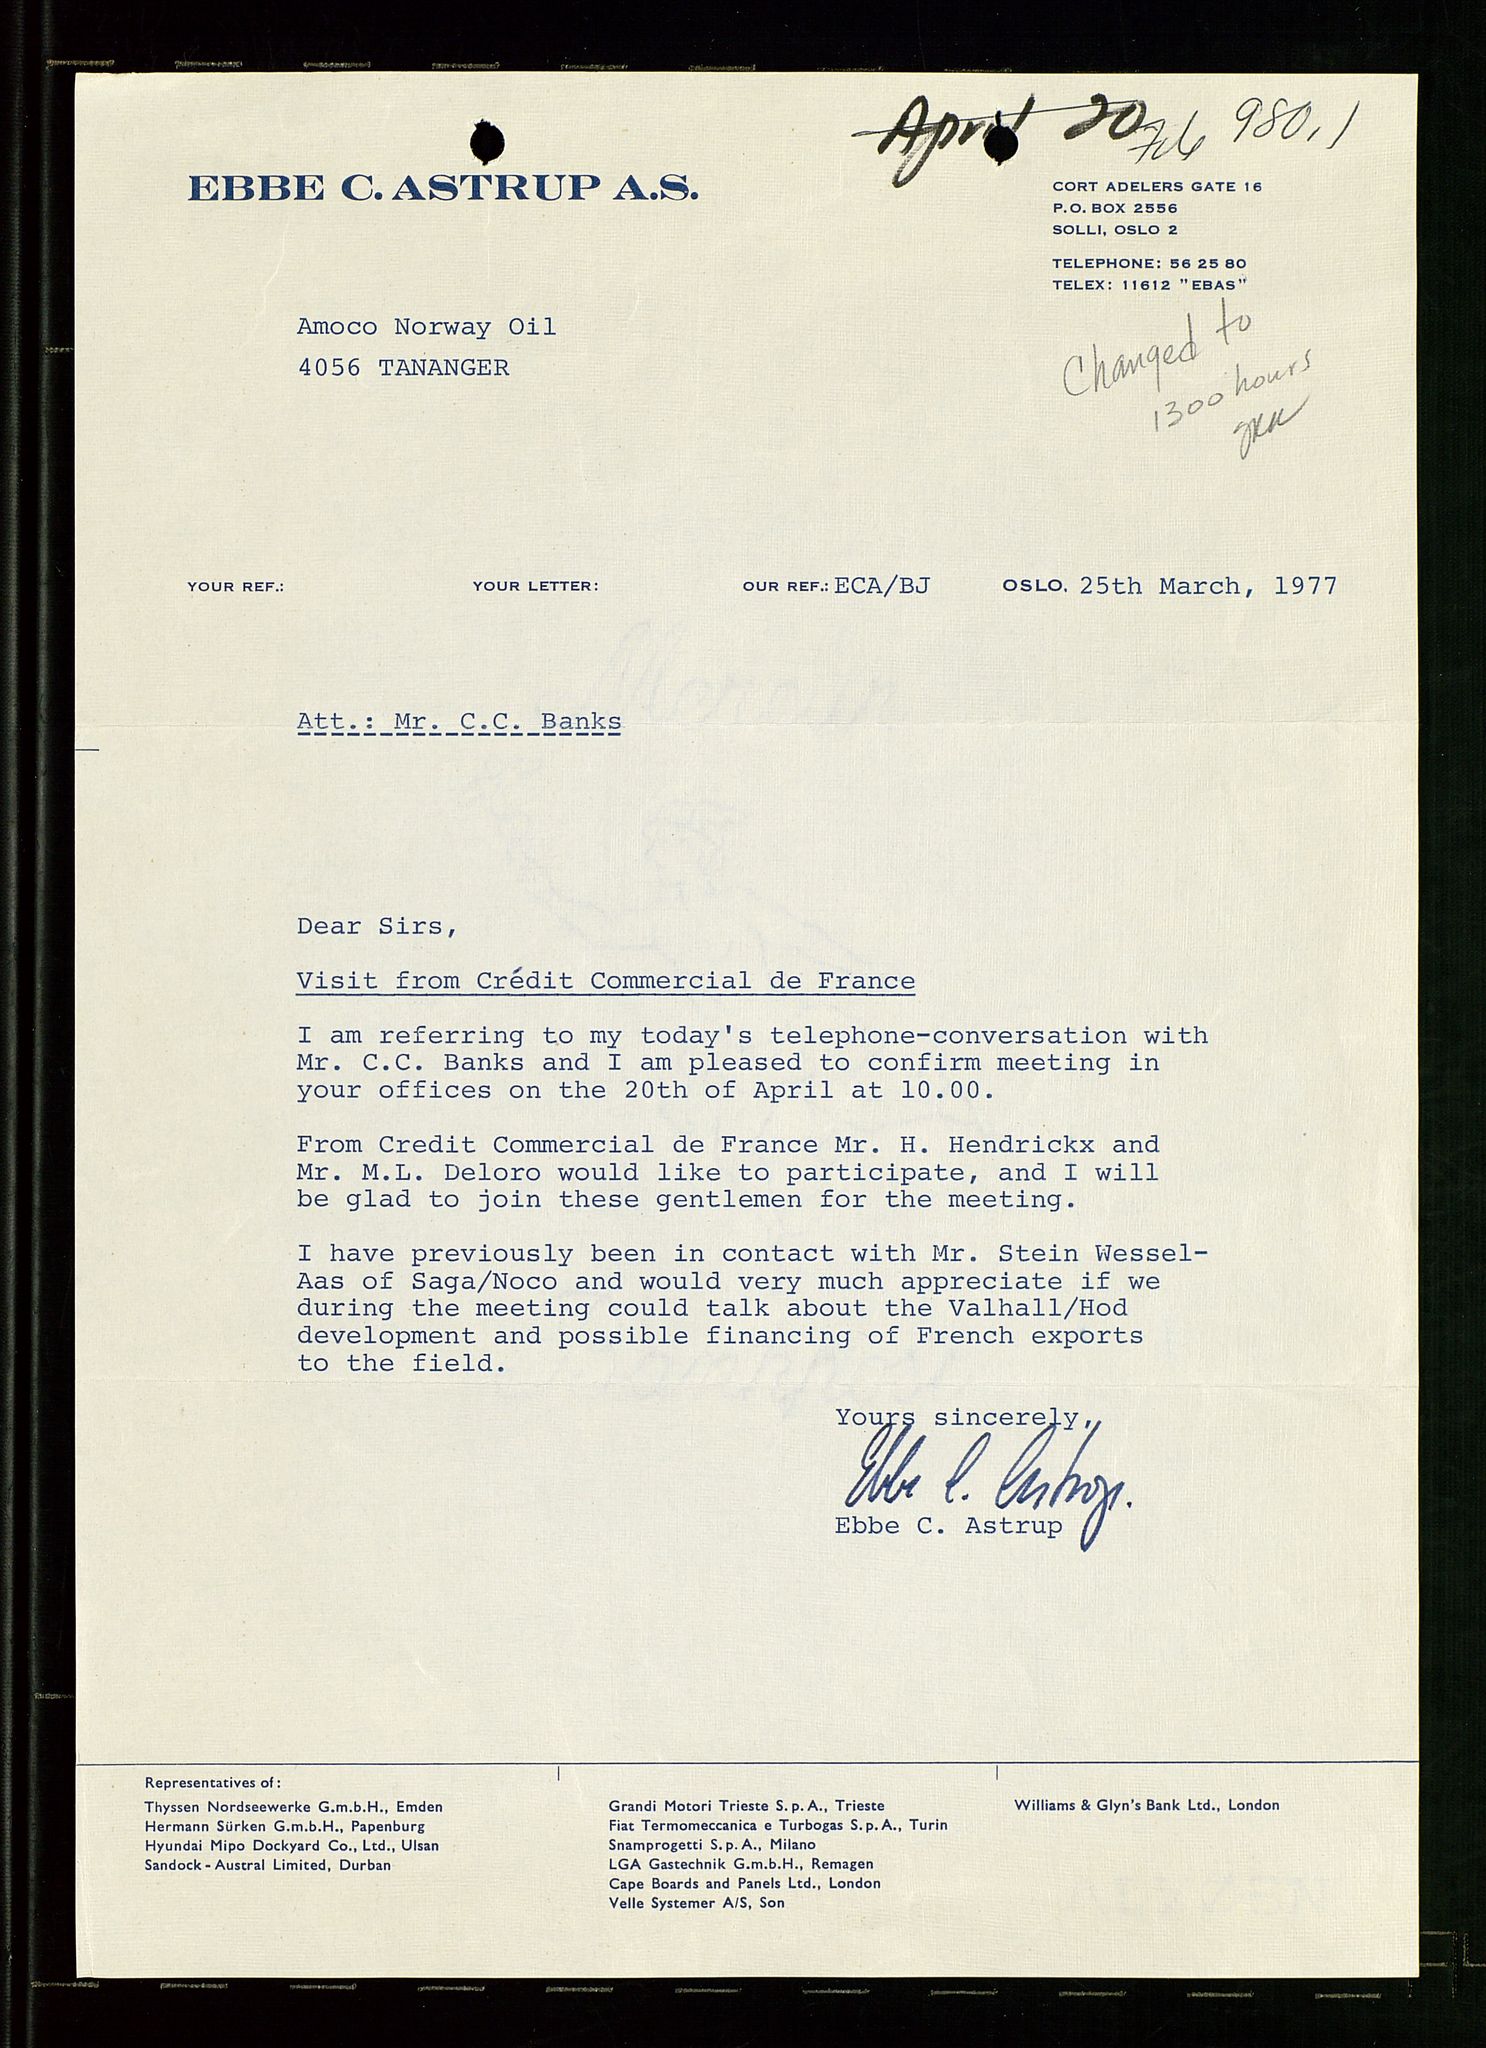 April 20
File 980.1
EBBE C. ASTRUP A.S.
CORT ADELERS GATE 16
P.O. BOX 2556
SOLLI, OSLO 2
TELEPHONE: 56 25 80
TELEX: 11612 "EBAS"
Changed to
1300 hours
Amoco Norway Oil
4056 TANANGER
YOUR REF.: YOUR LETTER: OUR REF.: ECA/BJ OSLO, 25th March, 1977
Att.: Mr. C.C. Banks
Dear Sirs,
Visit from Crédit Commercial de France
I am referring to my today's telephone-conversation with
Mr. C.C. Banks and I am pleased to confirm meeting in
your offices on the 20th of April at 10.00.
From Credit Commercial de France Mr. H. Hendrickx and
Mr. M.L. Deloro would like to participate, and I will
be glad to join these gentlemen for the meeting.
I have previously been in contact with Mr. Stein Wessel-
Aas of Saga/Noco and would very much appreciate if we
during the meeting could talk about the Valhall/Hod
development and possible financing of French exports
to the field.
Yours sincerely,
Ebbe C. Astrup.
Ebbe C. Astrup
Representatives of:
Thyssen Nordseewerke G.m.b.H., Emden
Hermann Sürken G.m.b.H., Papenburg
Hyundai Mipo Dockyard Co., Ltd., Ulsan
Sandock - Austral Limited, Durban
Grandi Motori Trieste S.p.A., Trieste
Fiat Termomeccanica e Turbogas S.p.A., Turin
Snamprogetti S.p.A., Milano
LGA Gastechnik G.m.b.H., Remagen
Cape Boards and Panels Ltd., London
Velle Systemer A/S, Son
Williams & Glyn's Bank Ltd., London